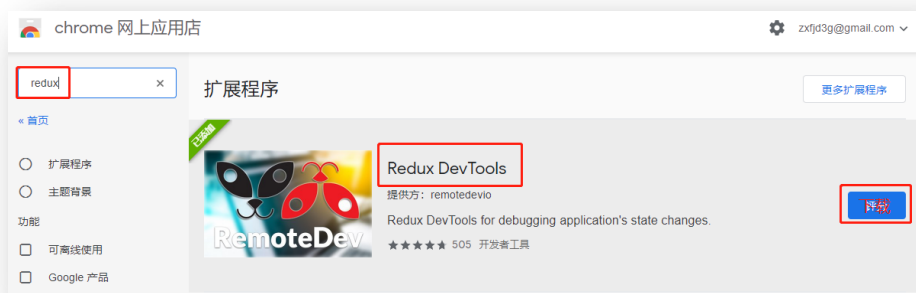 chrome 网上应用店
zxfjd3g@gmail.com
redux
« 首页
扩展程序
主题背景
功能
可离线使用
Google 产品
扩展程序
更多扩展程序
已添加
RemoteDev
Redux DevTools
提供方：remotedevio
Redux DevTools for debugging application's state changes.
505 开发者工具